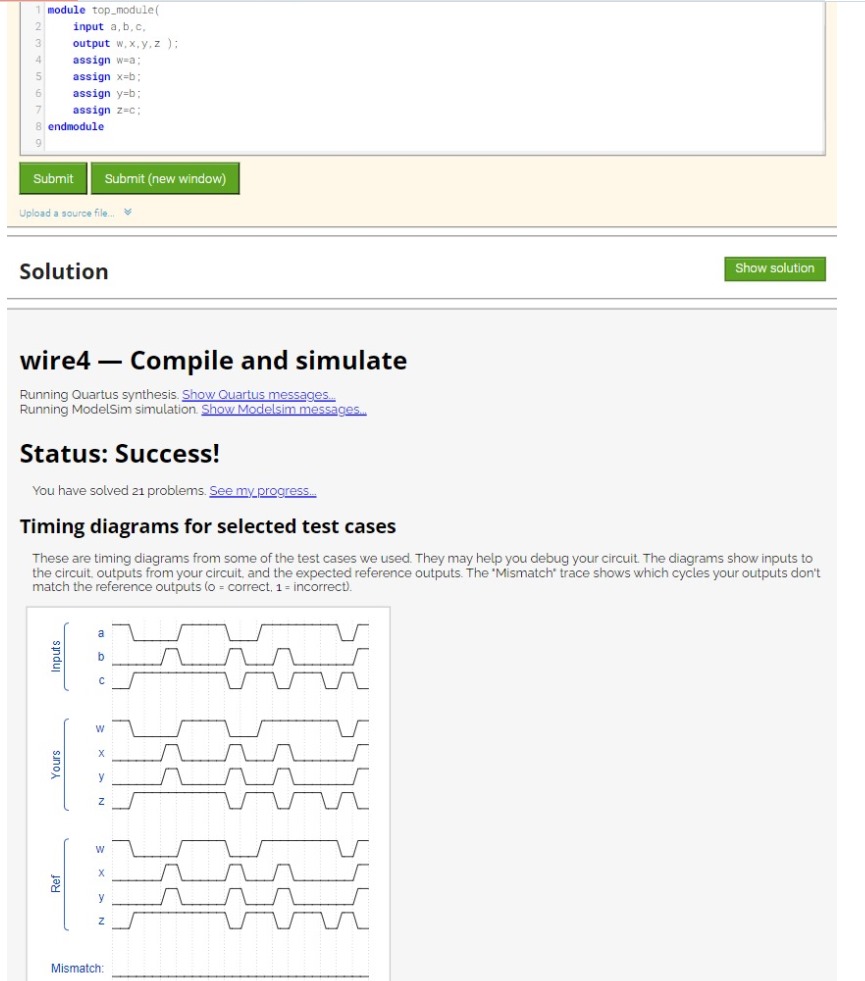 1 module top_module(
2 input a,b,c,
3 output w,x,y,z );
4 assign w=a;
5 assign x=b;
6 assign y=b;
7 assign z=c;
8 endmodule
9
Submit Submit (new window)
Upload a source file...
Solution Show solution
wire4 — Compile and simulate
Running Quartus synthesis. Show Quartus messages...
Running ModelSim simulation. Show Modelsim messages...
Status: Success!
You have solved 21 problems. See my progress...
Timing diagrams for selected test cases
These are timing diagrams from some of the test cases we used. They may help you debug your circuit. The diagrams show inputs to
the circuit, outputs from your circuit, and the expected reference outputs. The "Mismatch" trace shows which cycles your outputs don't
match the reference outputs (0 = correct, 1 = incorrect).
Inputs
a
b
c
Yours
w
x
y
z
Ref
w
x
y
z
Mismatch: